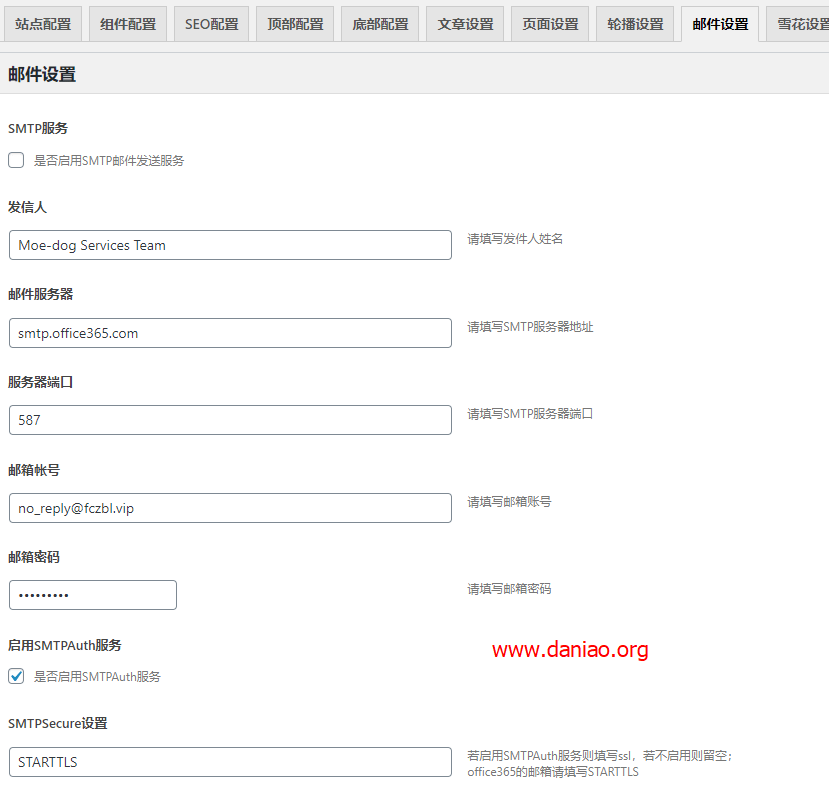 站点配置 组件配置 SEO配置 顶部配置 底部配置 文章设置 页面设置 轮播设置 邮件设置 雪花设置
邮件设置
SMTP服务
是否启用SMTP邮件发送服务
发信人
Moe-dog Services Team 请填写发件人姓名
邮件服务器
smtp.office365.com 请填写SMTP服务器地址
服务器端口
587 请填写SMTP服务器端口
邮箱帐号
no_reply@fczbl.vip 请填写邮箱账号
邮箱密码
••••••••• 请填写邮箱密码
启用SMTPAuth服务
www.daniao.org
是否启用SMTPAuth服务
SMTPSecure设置
STARTTLS 若启用SMTPAuth服务则填写ssl，若不启用则留空；
office365的邮箱请填写STARTTLS